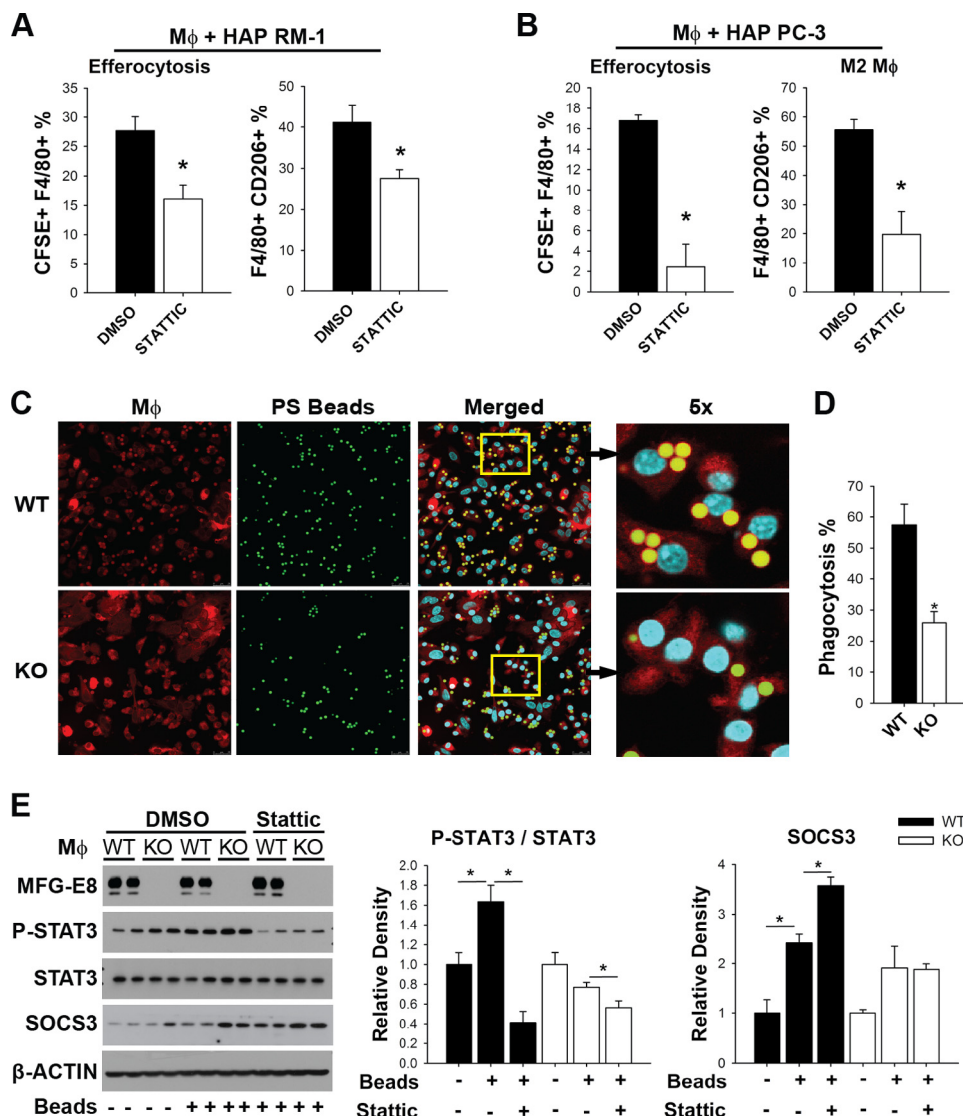 A
Mϕ + HAP RM-1
Efferocytosis
CFSE+ F4/80+ %
35
30
25
20
15
10
5
0
*
DMSO
STATTIC
F4/80+ CD206+ %
50
40
30
20
10
0
*
DMSO
STATTIC
B
Mϕ + HAP PC-3
Efferocytosis
M2 Mϕ
CFSE+ F4/80+ %
18
16
14
12
10
8
6
4
2
0
*
DMSO
STATTIC
F4/80+ CD206+ %
70
60
50
40
30
20
10
0
*
DMSO
STATTIC
C
Mϕ PS Beads Merged 5x
WT
KO
D
Phagocytosis %
70
60
50
40
30
20
10
0
*
WT
KO
E
DMSO Stattic
Mϕ WT KO WT KO WT KO
MFG-E8
P-STAT3
STAT3
SOCS3
β-ACTIN
Beads - - - - + + + + + + + +
P-STAT3 / STAT3
Relative Density
2.0
1.8
1.6
1.4
1.2
1.0
0.8
0.6
0.4
0.2
0.0
* * *
Beads - + + - + +
Stattic + +
SOCS3
WT
KO
Relative Density
4
3
2
1
0
* *
Beads - + + - + +
Stattic + +